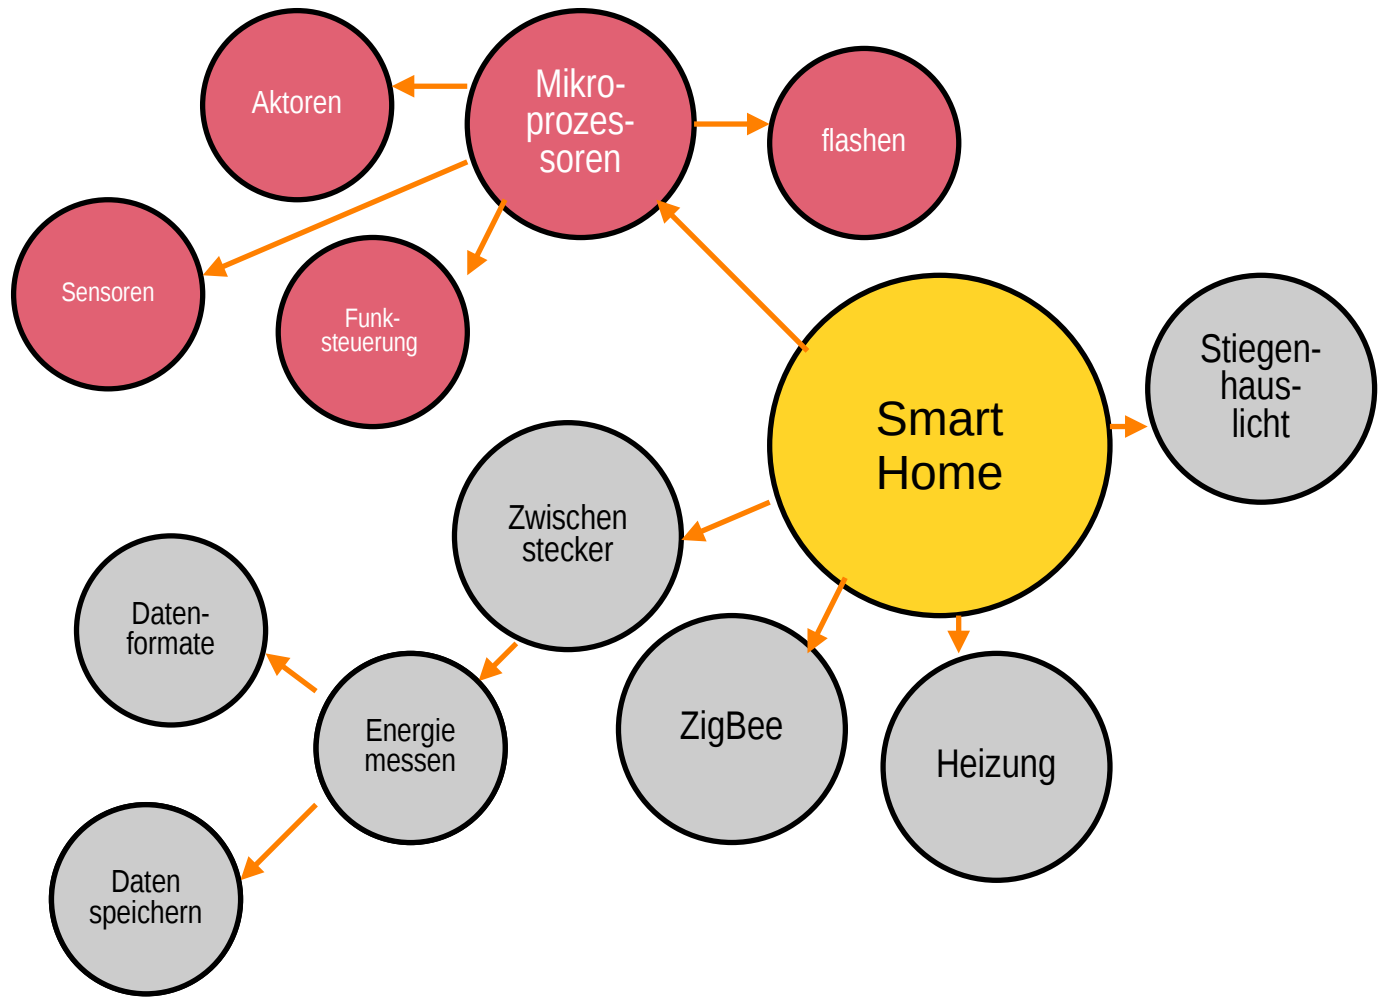 Aktoren
Mikro-
prozes-
soren
flashen
Sensoren
Funk-
steuerung
Smart
Home
Stiegen-
haus-
licht
Zwischen
stecker
Daten-
formate
Energie
messen
ZigBee
Heizung
Daten
speichern